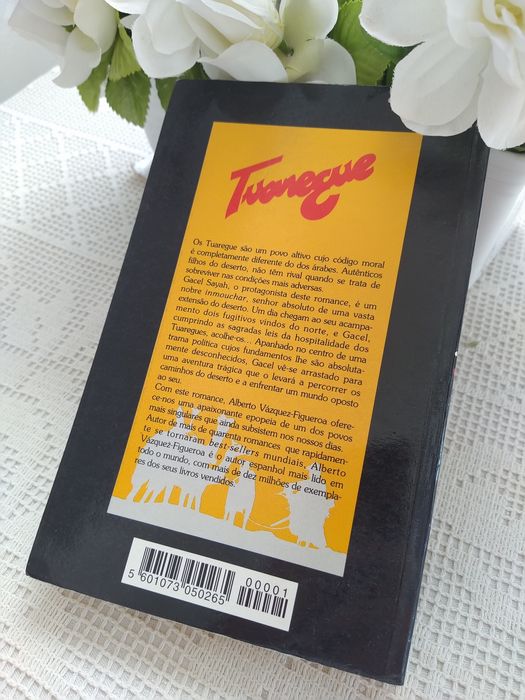 Tuaregue
Os Tuaregue são um povo altivo cujo código moral
é completamente diferente do dos árabes. Autênticos
filhos do deserto, não têm rival quando se trata de
sobreviver nas condições mais adversas.
Gacel Sayah, o protagonista deste romance, é um
nobre inmouchar, senhor absoluto de uma vasta
extensão do deserto. Um dia chegam ao seu acampa-
mento dois fugitivos vindos do norte, e Gacel,
cumprindo as sagradas leis da hospitalidade dos
Tuaregues, acolhe-os... Apanhado no centro de uma
trama política cujos fundamentos lhe são absoluta-
mente desconhecidos, Gacel vê-se arrastado para
uma aventura trágica que o levará a percorrer os
caminhos do deserto e a enfrentar um mundo oposto
ao seu.
Com este romance, Alberto Vázquez-Figueroa ofere-
ce-nos uma apaixonante epopeia de um dos povos
mais singulares que ainda subsistem nos nossos dias.
Autor de mais de quarenta romances que rapidamen-
te se tornaram best-sellers mundiais, Alberto
Vázquez-Figueroa é o autor espanhol mais lido em
todo o mundo, com mais de dez milhões de exempla-
res dos seus livros vendidos.
00001
5 601073 050265